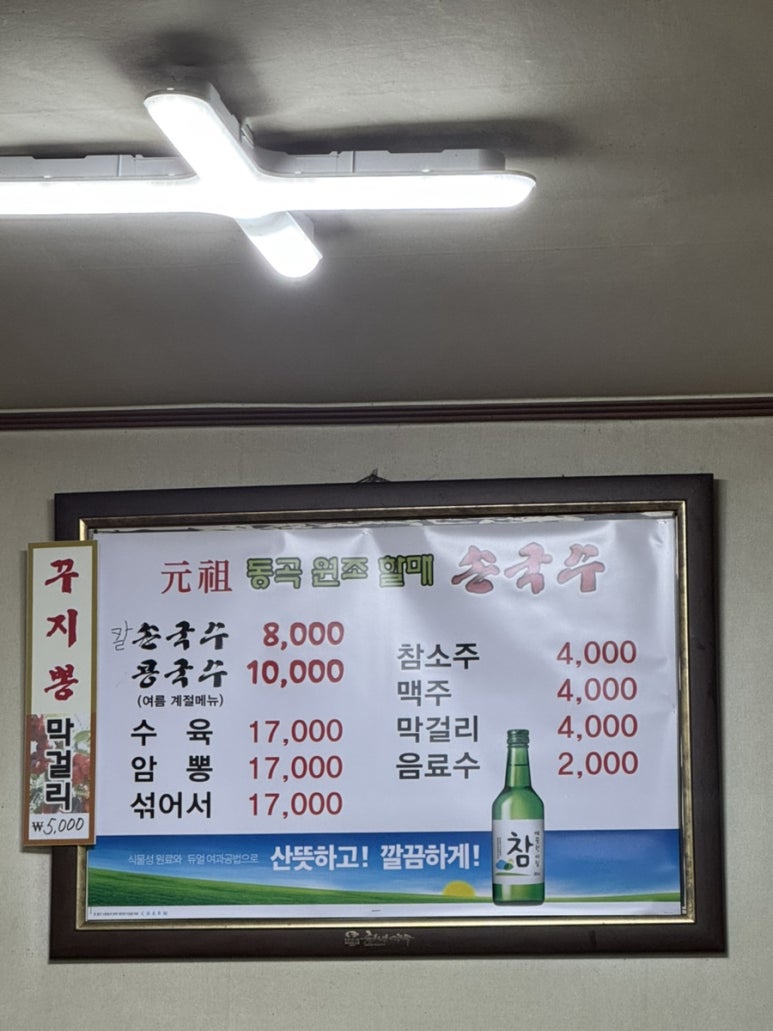 元祖 동곡 원조 할매 손국수
칼 손국수 8,000
콩국수 10,000
(여름 계절메뉴)
수 육 17,000
암 뽕 17,000
섞어서 17,000
참소주 4,000
맥주 4,000
막걸리 4,000
음료수 2,000
꾸지뽕
막걸리
₩5,000
식물성 원료와 듀얼 여과공법으로 산뜻하고! 깔끔하게!
참